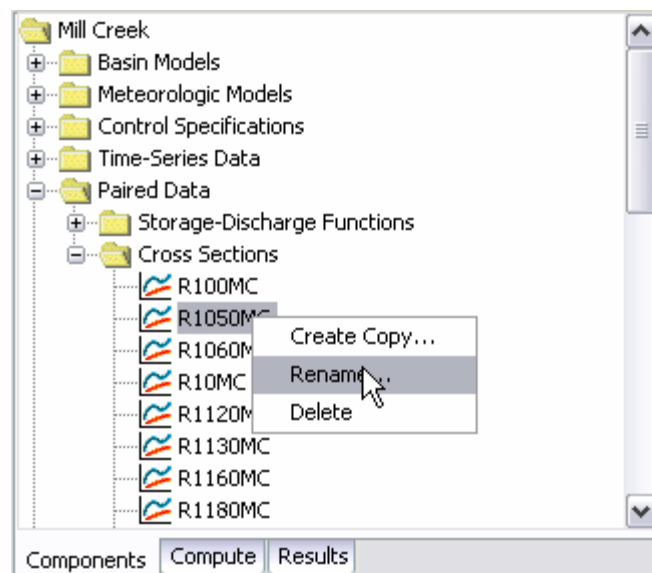 Mill Creek
Basin Models
Meteorologic Models
Control Specifications
Time-Series Data
Paired Data
Storage-Discharge Functions
Cross Sections
R100MC
R1050MC
Create Copy...
R1060M
Rename...
R10MC
R1120M
Delete
R1130MC
R1160MC
R1180MC
Components Compute Results